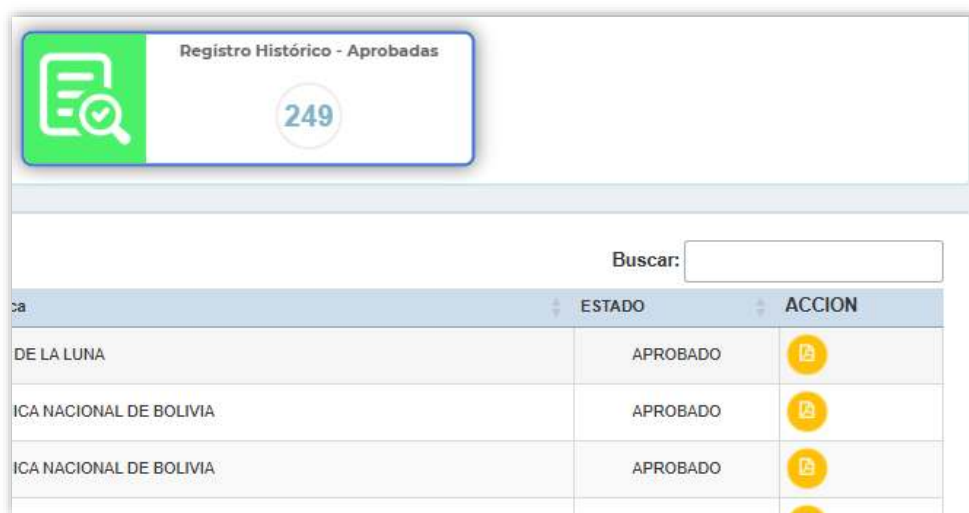 Registro Histórico - Aprobadas
249
Buscar:
ca ESTADO ACCION
DE LA LUNA APROBADO
ICA NACIONAL DE BOLIVIA APROBADO
ICA NACIONAL DE BOLIVIA APROBADO